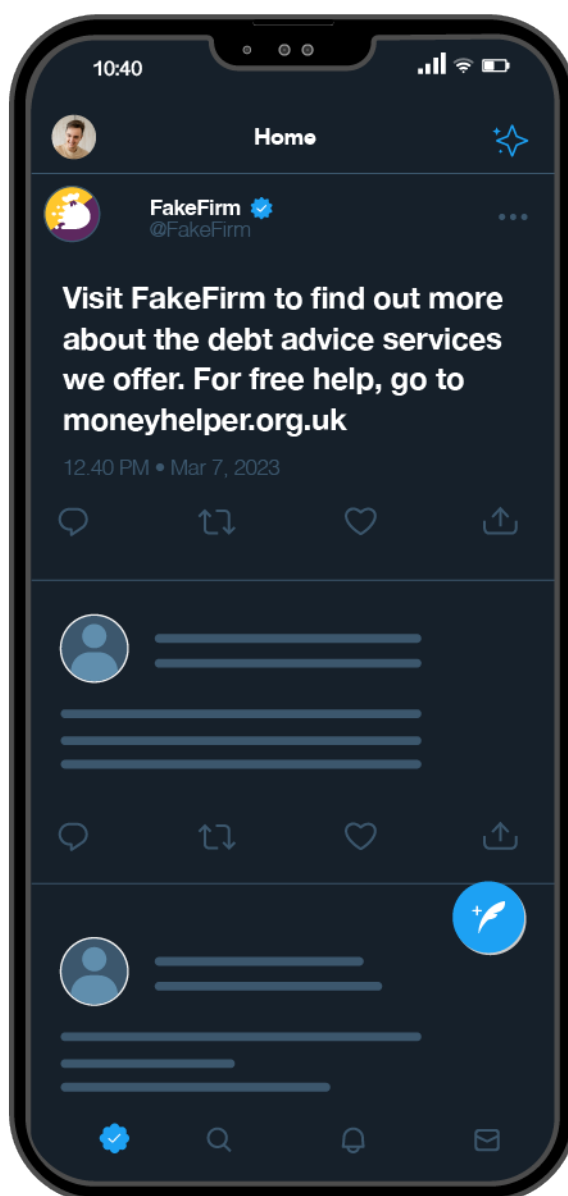 10:40
Home
FakeFirm
@FakeFirm
Visit FakeFirm to find out more
about the debt advice services
we offer. For free help, go to
moneyhelper.org.uk
12.40 PM • Mar 7, 2023